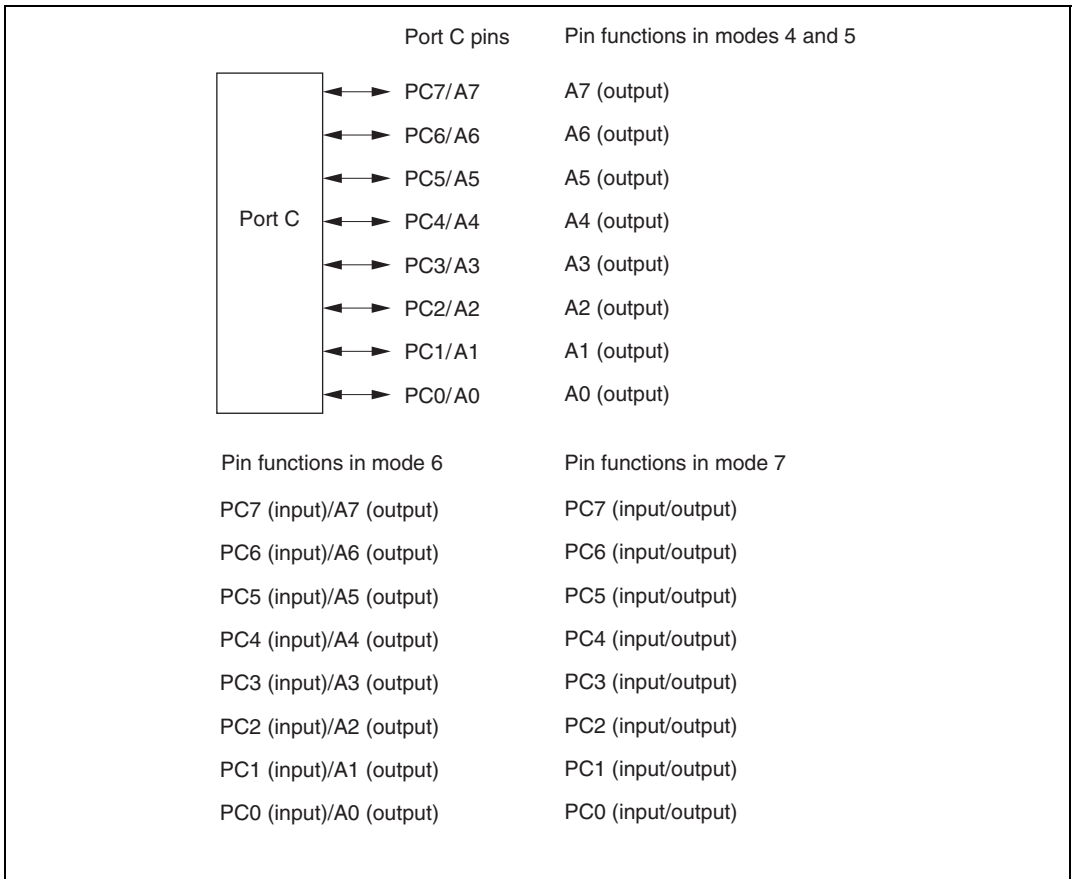 Port C pins Pin functions in modes 4 and 5
PC7/A7 A7 (output)
PC6/A6 A6 (output)
PC5/A5 A5 (output)
Port C PC4/A4 A4 (output)
PC3/A3 A3 (output)
PC2/A2 A2 (output)
PC1/A1 A1 (output)
PC0/A0 A0 (output)
Pin functions in mode 6 Pin functions in mode 7
PC7 (input)/A7 (output) PC7 (input/output)
PC6 (input)/A6 (output) PC6 (input/output)
PC5 (input)/A5 (output) PC5 (input/output)
PC4 (input)/A4 (output) PC4 (input/output)
PC3 (input)/A3 (output) PC3 (input/output)
PC2 (input)/A2 (output) PC2 (input/output)
PC1 (input)/A1 (output) PC1 (input/output)
PC0 (input)/A0 (output) PC0 (input/output)